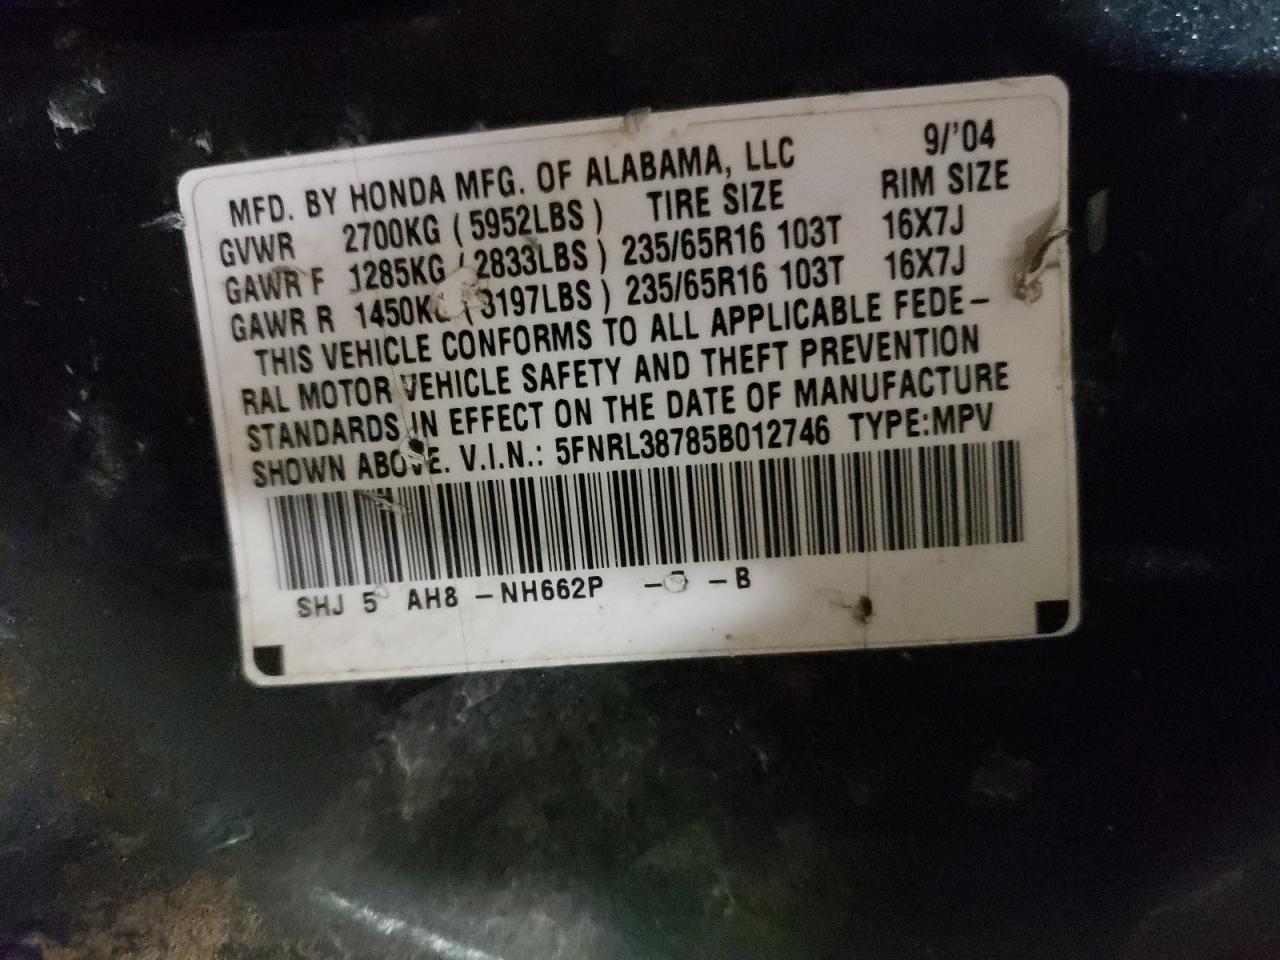 MFD. BY HONDA MFG. OF ALABAMA, LLC 9/'04
GVWR 2700KG (5952LBS) TIRE SIZE RIM SIZE
GAWR F 1285KG (2833LBS) 235/65R16 103T 16X7J
GAWR R 1450KG (3197LBS) 235/65R16 103T 16X7J
THIS VEHICLE CONFORMS TO ALL APPLICABLE FEDE–
RAL MOTOR VEHICLE SAFETY AND THEFT PREVENTION
STANDARDS IN EFFECT ON THE DATE OF MANUFACTURE
SHOWN ABOVE. V.I.N.: 5FNRL38785B012746 TYPE:MPV
SHJ 5 AH8 –NH662P – –B